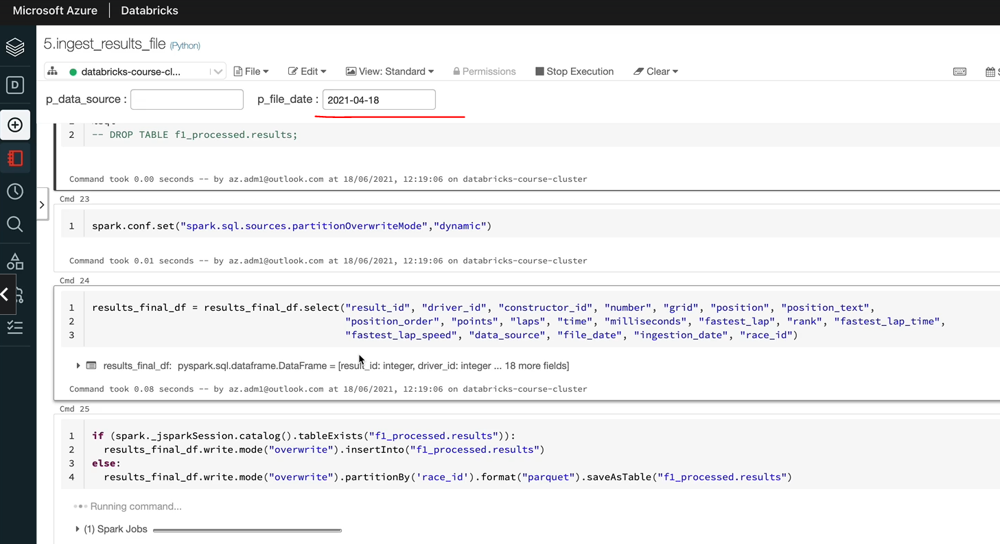 Microsoft Azure | Databricks
5.ingest_results_file (Python)
databricks-course-cl... File Edit View: Standard Permissions Stop Execution Clear
D
p_data_source : p_file_date : 2021-04-18
2 -- DROP TABLE f1_processed.results;
Command took 0.00 seconds -- by az.adm1@outlook.com at 18/06/2021, 12:19:06 on databricks-course-cluster
Cmd 23
1 spark.conf.set("spark.sql.sources.partitionOverwriteMode","dynamic")
Command took 0.01 seconds -- by az.adm1@outlook.com at 18/06/2021, 12:19:06 on databricks-course-cluster
Cmd 24
1 results_final_df = results_final_df.select("result_id", "driver_id", "constructor_id", "number", "grid", "position", "position_text",
2 "position_order", "points", "laps", "time", "milliseconds", "fastest_lap", "rank", "fastest_lap_time",
3 "fastest_lap_speed", "data_source", "file_date", "ingestion_date", "race_id")
results_final_df: pyspark.sql.dataframe.DataFrame = [result_id: integer, driver_id: integer ... 18 more fields]
Command took 0.08 seconds -- by az.adm1@outlook.com at 18/06/2021, 12:19:06 on databricks-course-cluster
Cmd 25
1 if (spark._jsparkSession.catalog().tableExists("f1_processed.results")):
2 results_final_df.write.mode("overwrite").insertInto("f1_processed.results")
3 else:
4 results_final_df.write.mode("overwrite").partitionBy('race_id').format("parquet").saveAsTable("f1_processed.results")
Running command...
(1) Spark Jobs